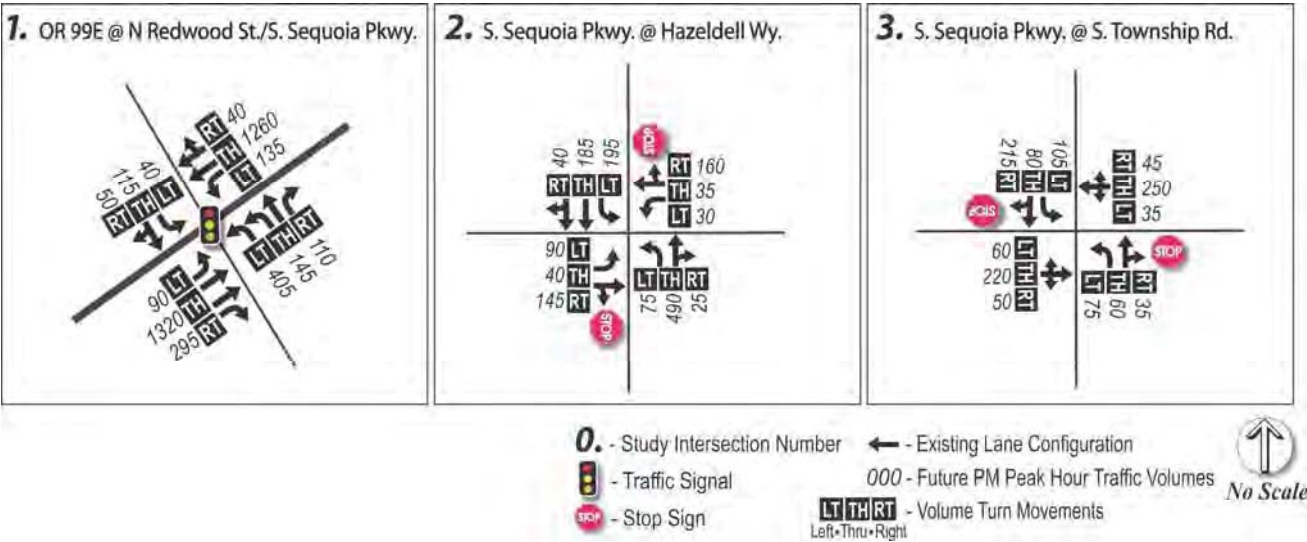 1. OR 99E @ N Redwood St./S. Sequoia Pkwy.
RT 40
TH 1260
LT 135
50 115 40
RT TH LT
LT TH RT
405 145 110
90 LT
1320 TH
295 RT
2. S. Sequoia Pkwy. @ Hazeldell Wy.
STOP
40 185 195
RT TH LT
RT 160
TH 35
LT 30
90 LT
40 TH
145 RT
LT TH RT
75 490 25
STOP
3. S. Sequoia Pkwy. @ S. Township Rd.
215 80 105
RT TH LT
STOP
RT 45
TH 250
LT 35
60 LT
220 TH
50 RT
LT TH RT
75 60 35
STOP
0. - Study Intersection Number
- Traffic Signal
STOP - Stop Sign
- Existing Lane Configuration
000 - Future PM Peak Hour Traffic Volumes
LT TH RT - Volume Turn Movements
Left•Thru•Right
No Scale